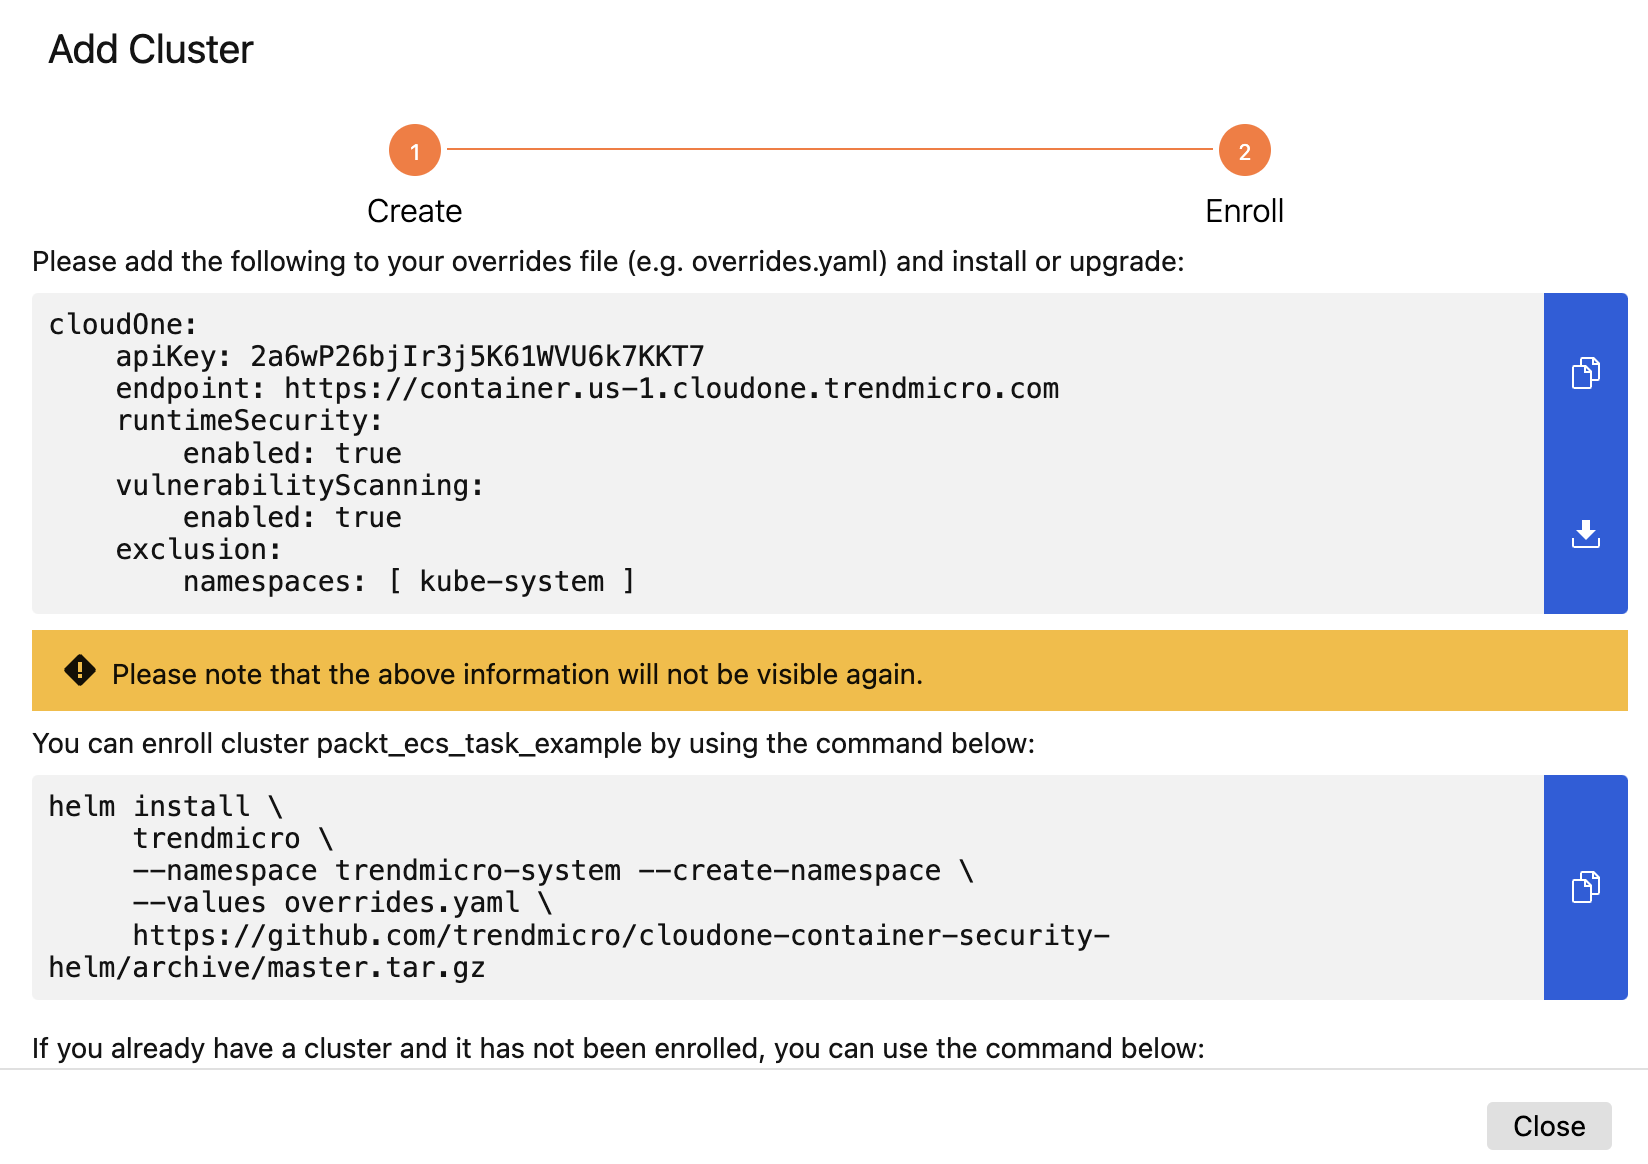 Add Cluster
1
2
Create
Enroll
Please add the following to your overrides file (e.g. overrides.yaml) and install or upgrade:
cloudOne:
    apiKey: 2a6wP26bjIr3j5K61WVU6k7KKT7
    endpoint: https://container.us-1.cloudone.trendmicro.com
    runtimeSecurity:
        enabled: true
    vulnerabilityScanning:
        enabled: true
    exclusion:
        namespaces: [ kube-system ]
Please note that the above information will not be visible again.
You can enroll cluster packt_ecs_task_example by using the command below:
helm install \
     trendmicro \
     --namespace trendmicro-system --create-namespace \
     --values overrides.yaml \
     https://github.com/trendmicro/cloudone-container-security-
helm/archive/master.tar.gz
If you already have a cluster and it has not been enrolled, you can use the command below:
Close